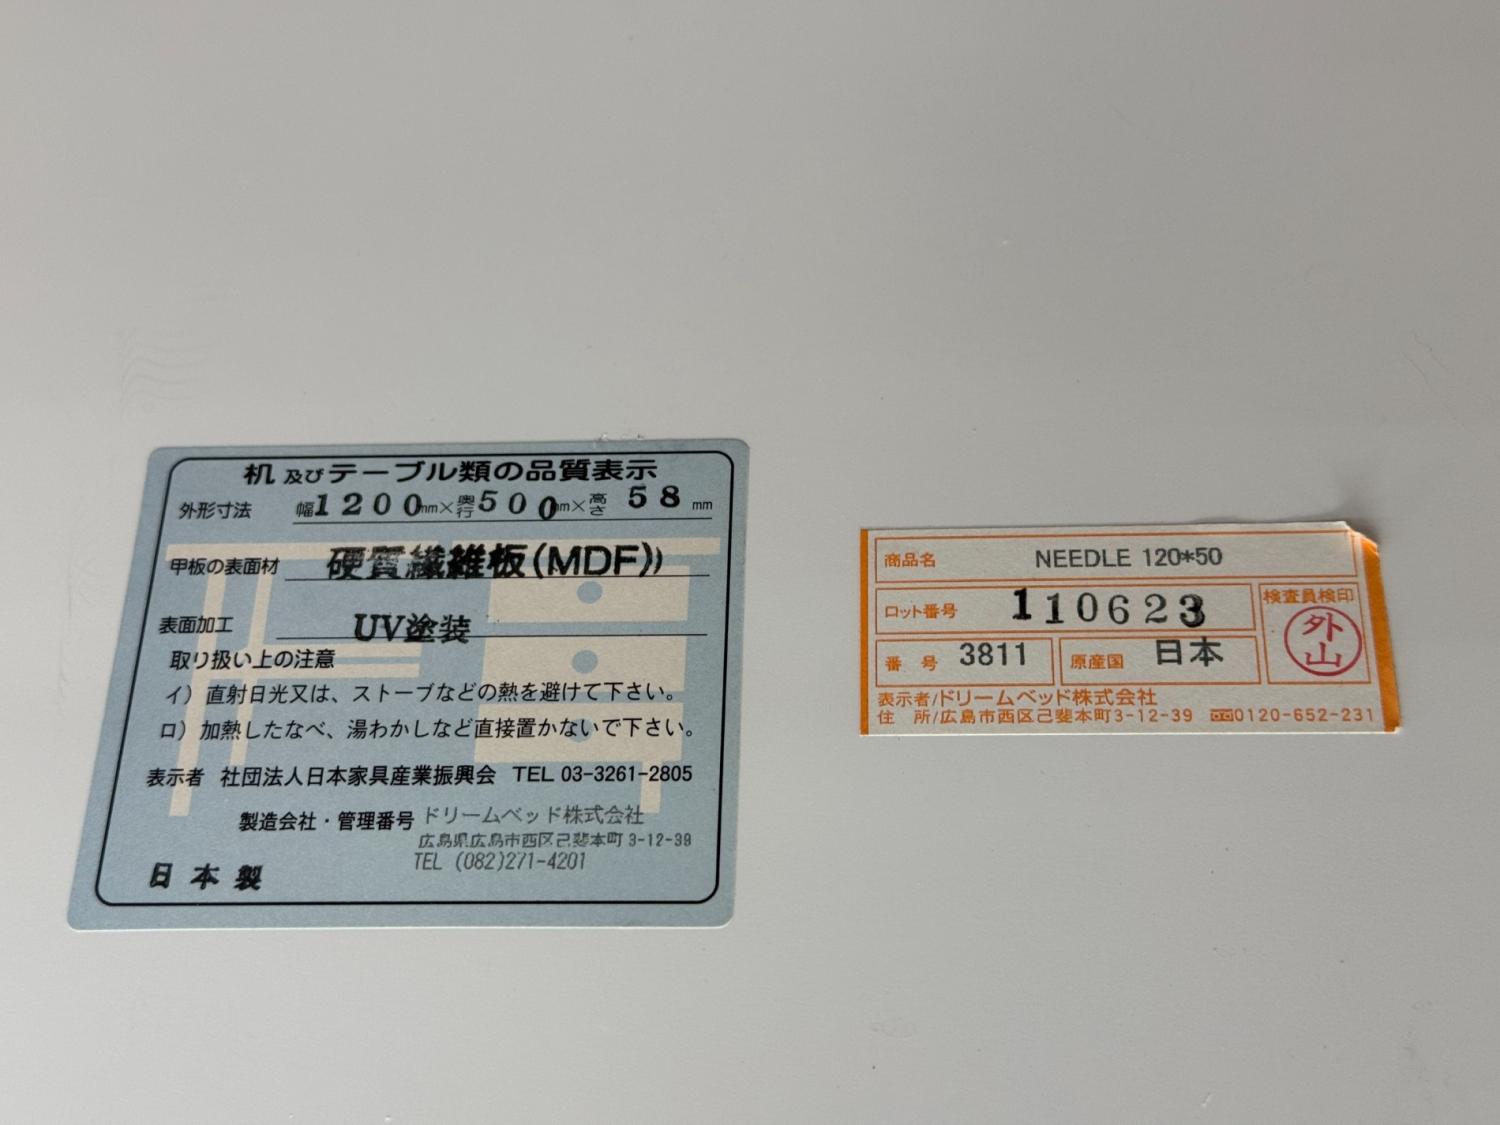 机及びテーブル類の品質表示
外形寸法 幅1200mm×奥行500mm×高さ 58 mm
甲板の表面材 硬質繊維板(MDF))
表面加工 UV塗装
取り扱い上の注意
イ）直射日光又は、ストーブなどの熱を避けて下さい。
ロ）加熱したなべ、湯わかしなど直接置かないで下さい。
表示者 社団法人日本家具産業振興会 TEL 03-3261-2805
製造会社・管理番号 ドリームベッド株式会社
広島県広島市西区己斐本町3-12-39
TEL (082)271-4201
日本製
商品名 NEEDLE 120*50
ロット番号 110623
検査員検印
外山
番号 3811 原産国 日本
表示者/ドリームベッド株式会社
住 所/広島市西区己斐本町3-12-39 0120-652-231